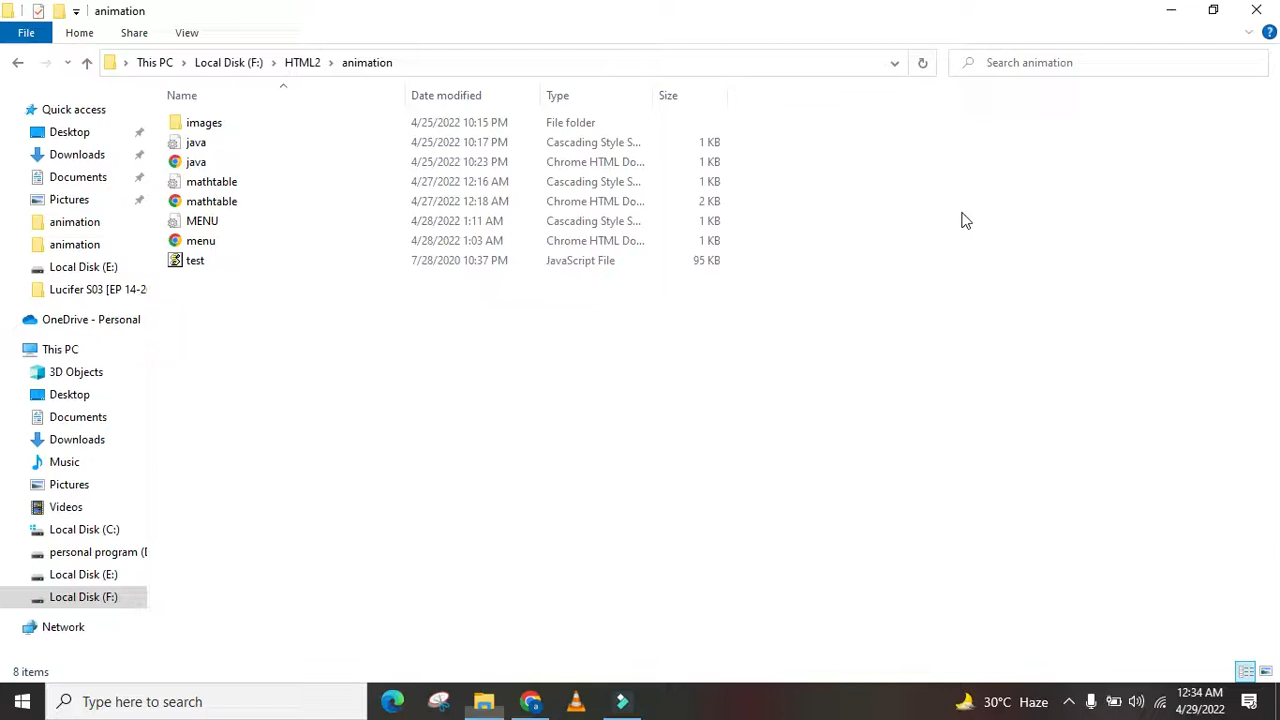 animation
File Home Share View
This PC Local Disk (F:) HTML2 animation Search animation
Name Date modified Type Size
Quick access
Desktop
Downloads
Documents
Pictures
animation
animation
Local Disk (E:)
Lucifer S03 [EP 14-2
OneDrive - Personal
This PC
3D Objects
Desktop
Documents
Downloads
Music
Pictures
Videos
Local Disk (C:)
personal program (
Local Disk (E:)
Local Disk (F:)
Network
images 4/25/2022 10:15 PM File folder
java 4/25/2022 10:17 PM Cascading Style S... 1 KB
java 4/25/2022 10:23 PM Chrome HTML Do... 1 KB
mathtable 4/27/2022 12:16 AM Cascading Style S... 1 KB
mathtable 4/27/2022 12:18 AM Chrome HTML Do... 2 KB
MENU 4/28/2022 1:11 AM Cascading Style S... 1 KB
menu 4/28/2022 1:03 AM Chrome HTML Do... 1 KB
test 7/28/2020 10:37 PM JavaScript File 95 KB
8 items
Type here to search
30°C Haze
12:34 AM
4/29/2022